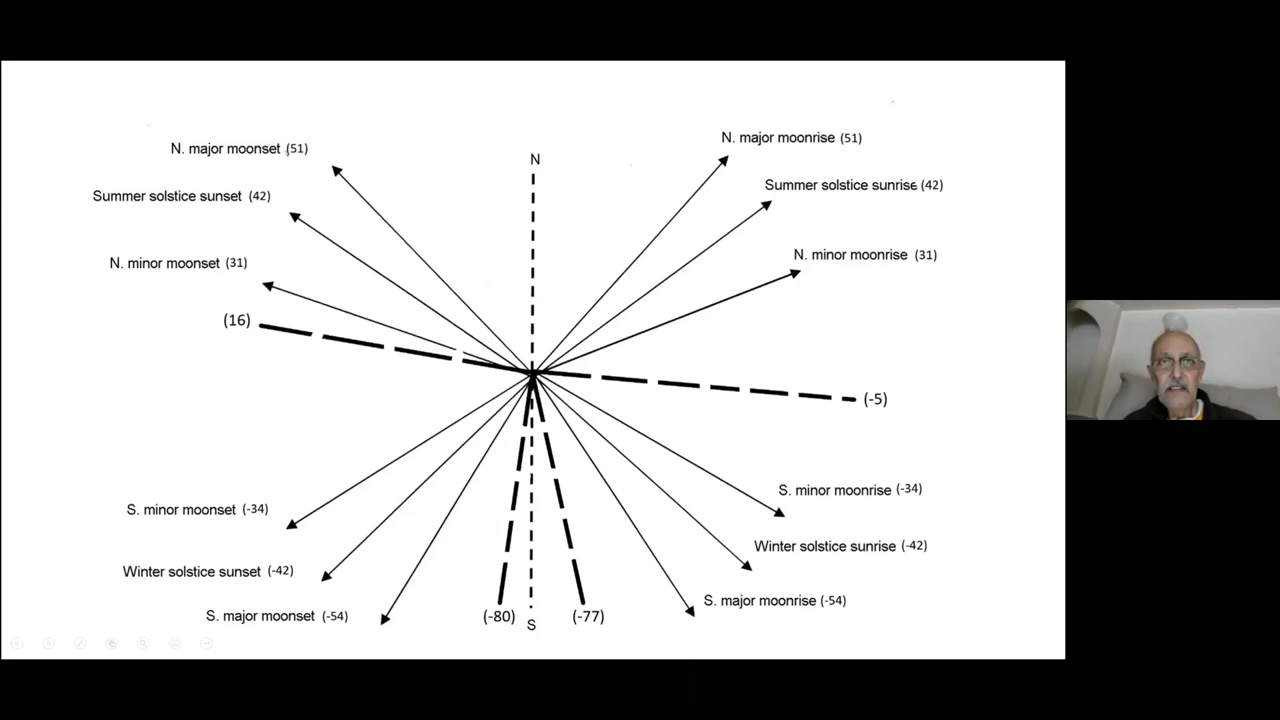 N. major moonset (51)
N. major moonrise (51)
N
Summer solstice sunset (42)
Summer solstice sunrise (42)
N. minor moonset (31)
N. minor moonrise (31)
(16)
(-5)
S. minor moonset (-34)
S. minor moonrise (-34)
Winter solstice sunset (-42)
Winter solstice sunrise (-42)
S. major moonset (-54)
S. major moonrise (-54)
(-80)
S
(-77)